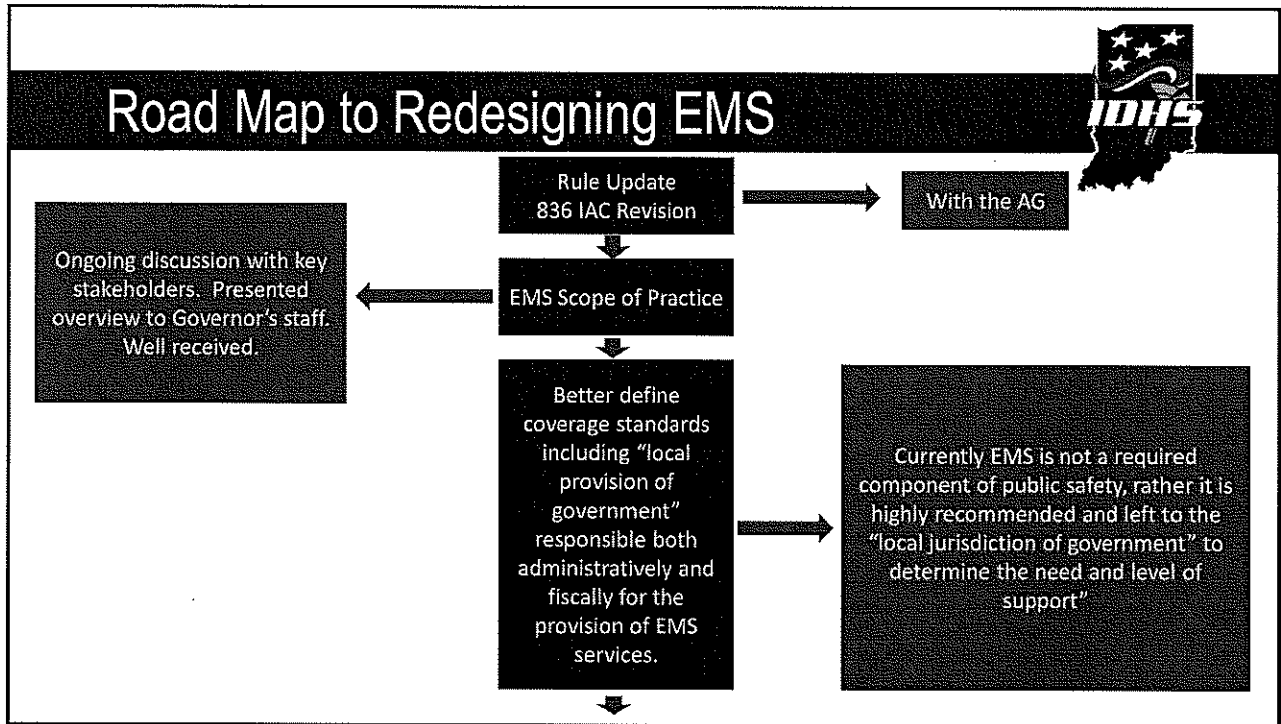 Road Map to Redesigning EMS
IDHS
Rule Update
836 IAC Revision
With the AG
Ongoing discussion with key
stakeholders. Presented
overview to Governor's staff.
Well received.
EMS Scope of Practice
Better define
coverage standards
including “local
provision of
government”
responsible both
administratively and
fiscally for the
provision of EMS
services.
Currently EMS is not a required
component of public safety, rather it is
highly recommended and left to the
“local jurisdiction of government” to
determine the need and level of
support”